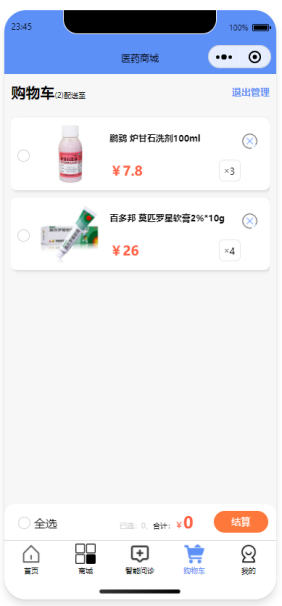 23:45 100%
医药商城
购物车(2)配送至 退出管理
鹏鹞 炉甘石洗剂100ml
￥7.8 ×3
百多邦 莫匹罗星软膏2%*10g
￥26 ×4
全选 已选：0, 合计：￥0 结算
首页 商城 智能问诊 购物车 我的